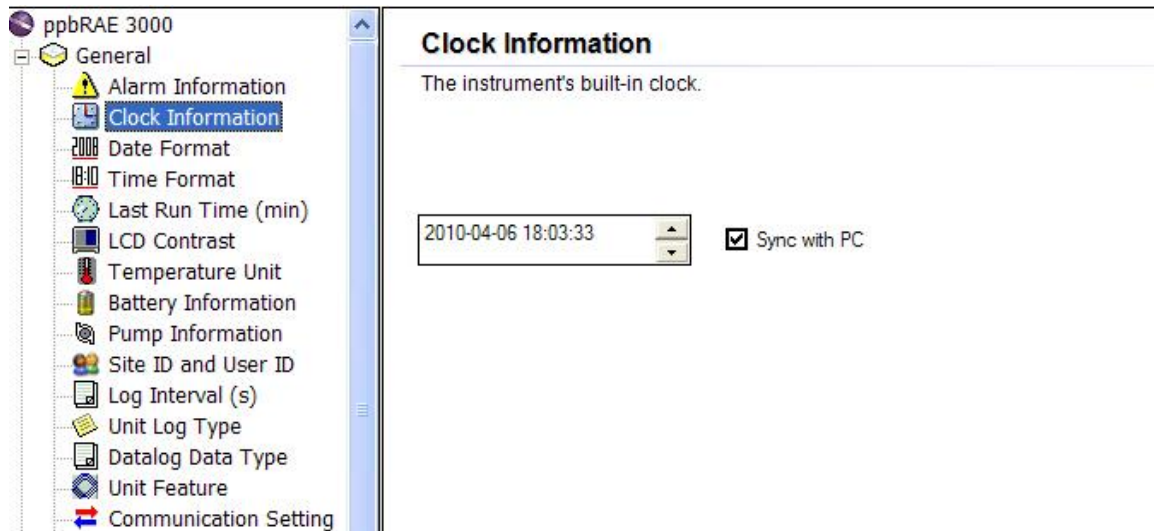 ppbRAE 3000
General
Alarm Information
Clock Information
Date Format
Time Format
Last Run Time (min)
LCD Contrast
Temperature Unit
Battery Information
Pump Information
Site ID and User ID
Log Interval (s)
Unit Log Type
Datalog Data Type
Unit Feature
Communication Setting
Clock Information
The instrument's built-in clock.
2010-04-06 18:03:33
Sync with PC